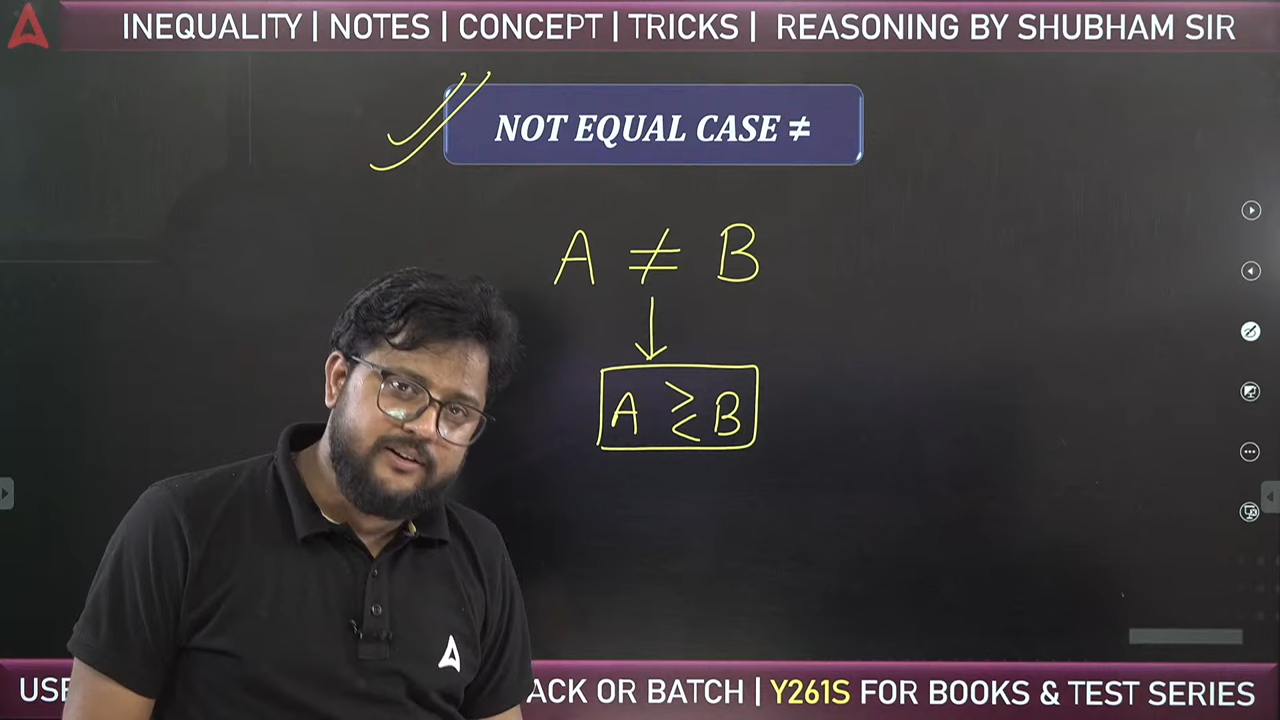 INEQUALITY | NOTES | CONCEPT | TRICKS | REASONING BY SHUBHAM SIR
NOT EQUAL CASE ≠
A ≠ B
↓
A ≷ B
USE
ACK OR BATCH | Y261S FOR BOOKS & TEST SERIES